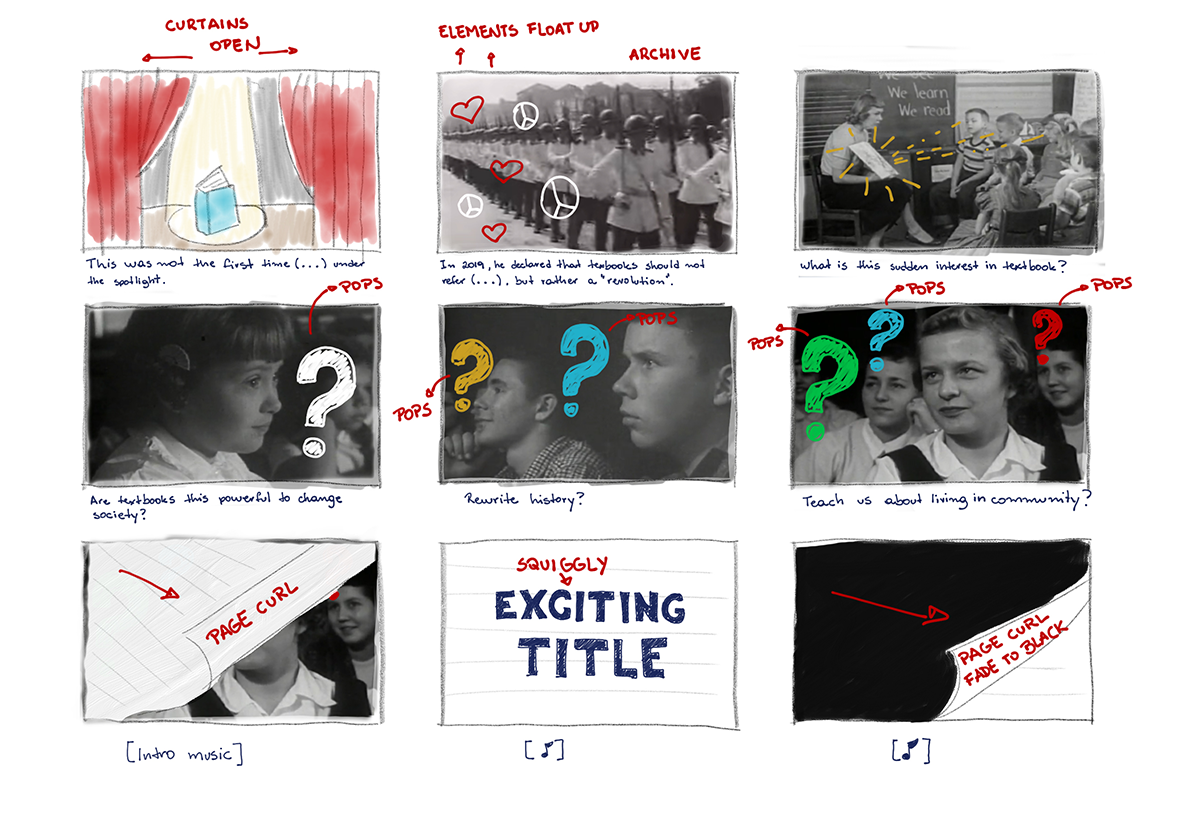 CURTAINS
OPEN
ELEMENTS FLOAT UP
ARCHIVE
We see
We learn
We read
This was not the first time (...) under
the spotlight.
In 2019, he declared that texbooks should not
refer (...), but rather a "revolution".
What is this sudden interest in textbook?
POPS
?
POPS
?
POPS
?
POPS
?
POPS
?
POPS
?
Are textbooks this powerful to change
society?
Rewrite history?
Teach us about living in community?
PAGE CURL
SQUIGGLY
EXCITING
TITLE
PAGE CURL
FADE TO BLACK
[Intro music]
[♪]
[♪]